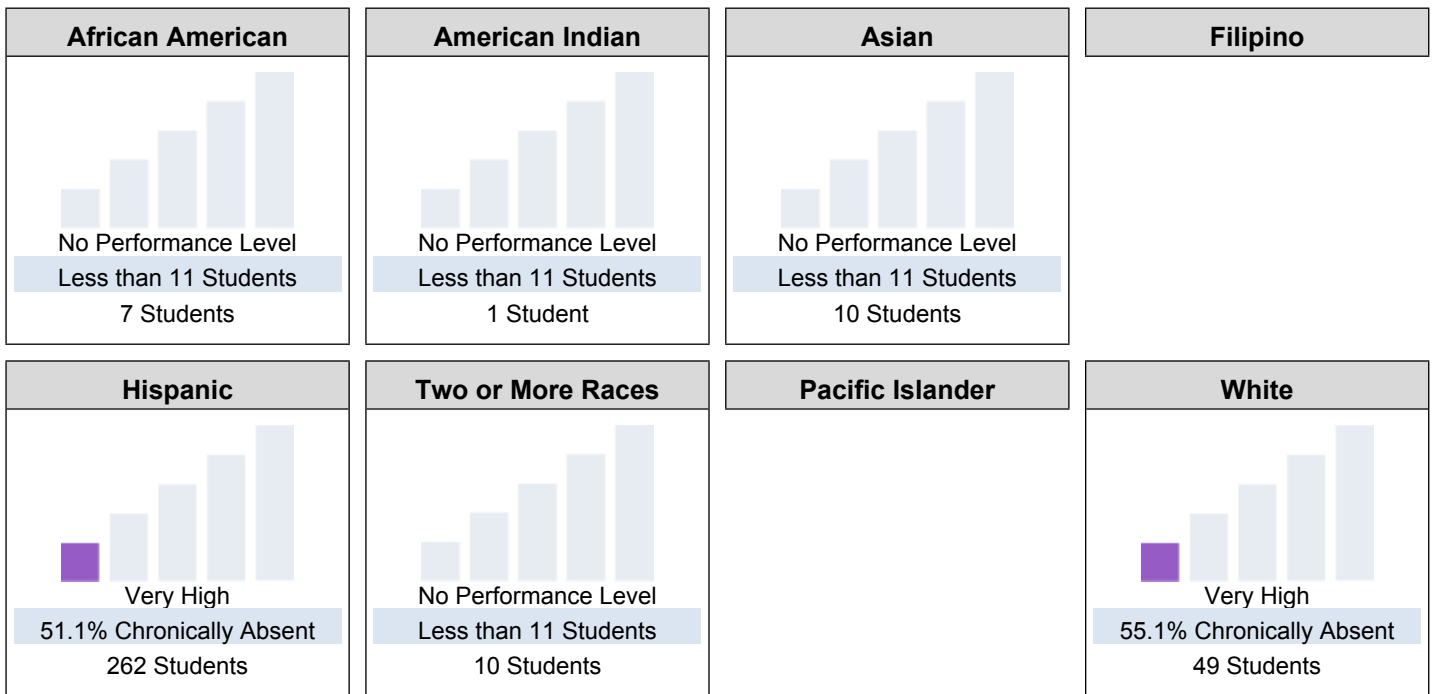 African American
No Performance Level
Less than 11 Students
7 Students
American Indian
No Performance Level
Less than 11 Students
1 Student
Asian
No Performance Level
Less than 11 Students
10 Students
Filipino
Hispanic
Very High
51.1% Chronically Absent
262 Students
Two or More Races
No Performance Level
Less than 11 Students
10 Students
Pacific Islander
White
Very High
55.1% Chronically Absent
49 Students